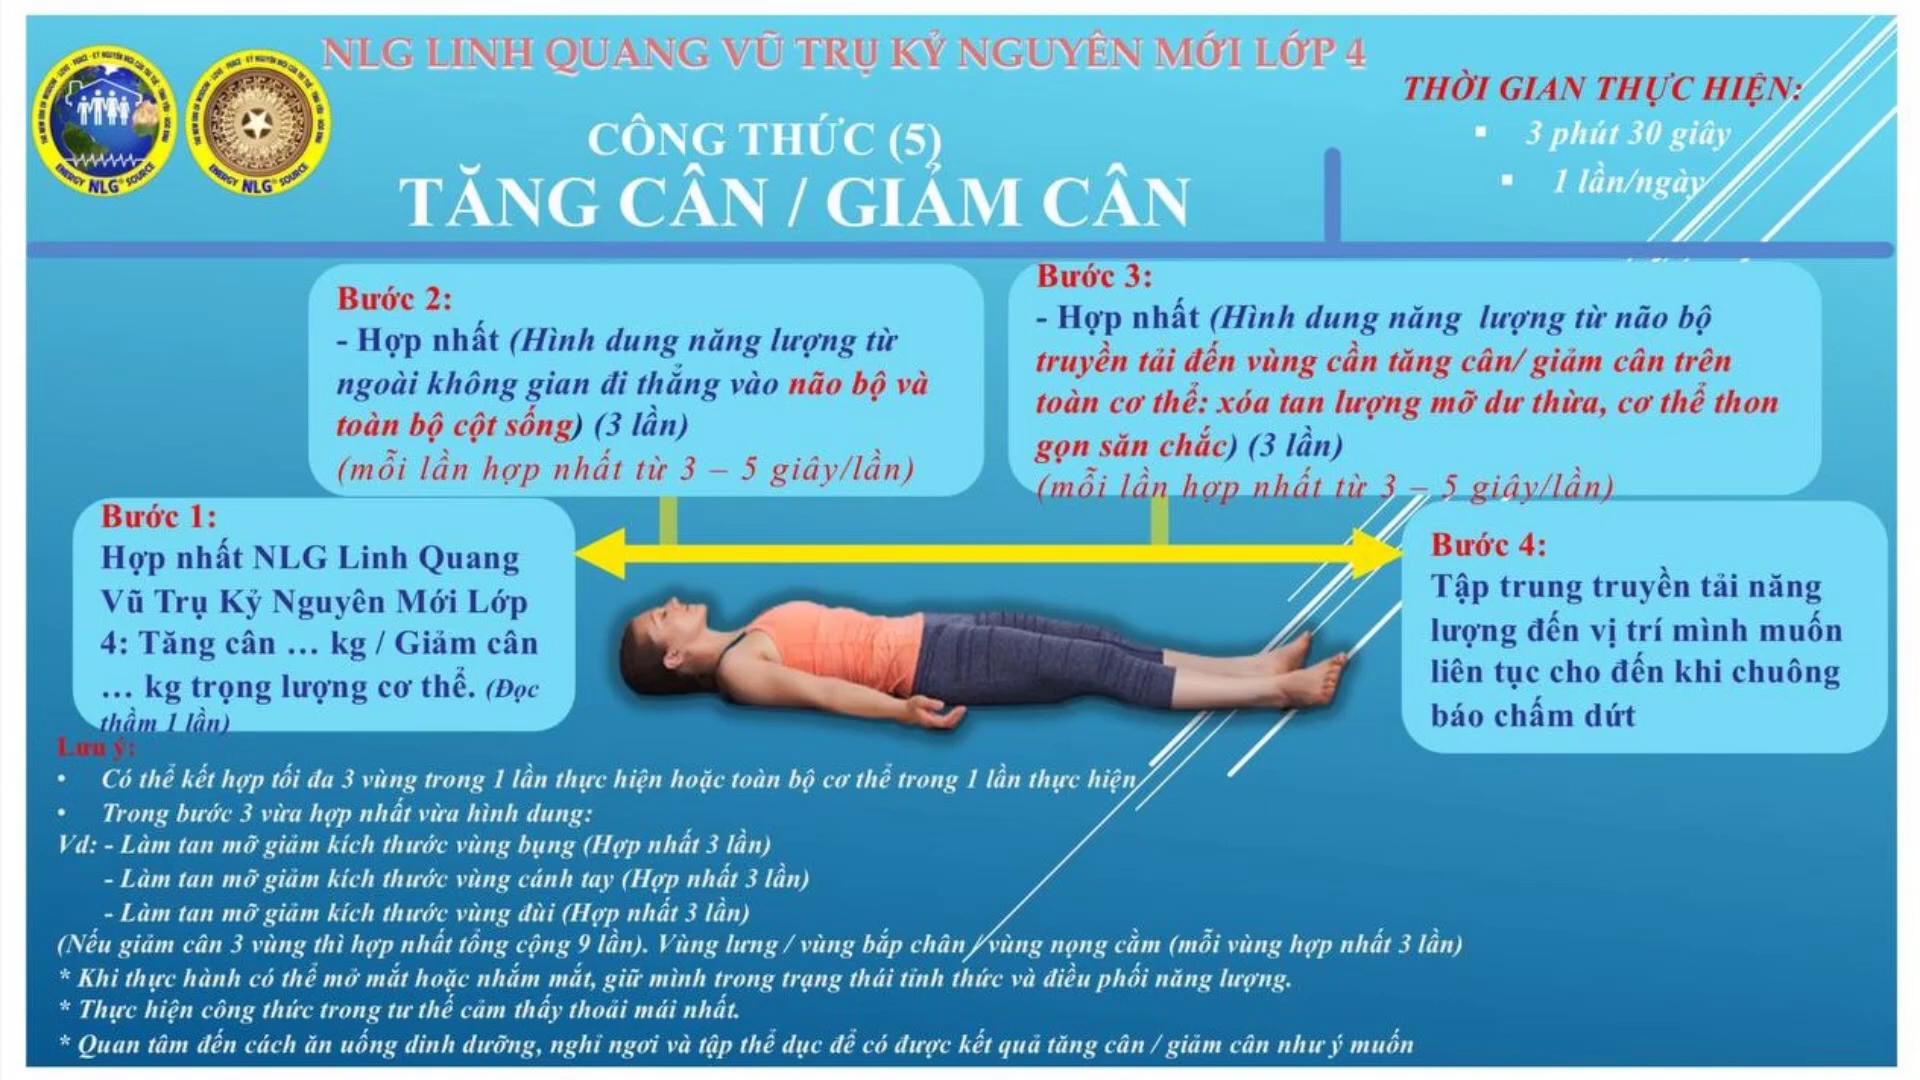 NLG LINH QUANG VŨ TRỤ KỶ NGUYÊN MỚI LỚP 4
CÔNG THỨC (5)
TĂNG CÂN / GIẢM CÂN
THỜI GIAN THỰC HIỆN:
▪ 3 phút 30 giây
▪ 1 lần/ngày
ENERGY NLG® SOURCE
ENERGY NLG® SOURCE
Bước 2:
- Hợp nhất (Hình dung năng lượng từ
ngoài không gian đi thẳng vào não bộ và
toàn bộ cột sống) (3 lần)
(mỗi lần hợp nhất từ 3 – 5 giây/lần)
Bước 3:
- Hợp nhất (Hình dung năng lượng từ não bộ
truyền tải đến vùng cần tăng cân/ giảm cân trên
toàn cơ thể: xóa tan lượng mỡ dư thừa, cơ thể thon
gọn săn chắc) (3 lần)
(mỗi lần hợp nhất từ 3 – 5 giây/lần)
Bước 1:
Hợp nhất NLG Linh Quang
Vũ Trụ Kỷ Nguyên Mới Lớp
4: Tăng cân ... kg / Giảm cân
... kg trọng lượng cơ thể. (Đọc
thầm 1 lần)
Bước 4:
Tập trung truyền tải năng
lượng đến vị trí mình muốn
liên tục cho đến khi chuông
báo chấm dứt
Lưu ý:
• Có thể kết hợp tối đa 3 vùng trong 1 lần thực hiện hoặc toàn bộ cơ thể trong 1 lần thực hiện
• Trong bước 3 vừa hợp nhất vừa hình dung:
Vd: - Làm tan mỡ giảm kích thước vùng bụng (Hợp nhất 3 lần)
- Làm tan mỡ giảm kích thước vùng cánh tay (Hợp nhất 3 lần)
- Làm tan mỡ giảm kích thước vùng đùi (Hợp nhất 3 lần)
(Nếu giảm cân 3 vùng thì hợp nhất tổng cộng 9 lần). Vùng lưng / vùng bắp chân / vùng nọng cằm (mỗi vùng hợp nhất 3 lần)
* Khi thực hành có thể mở mắt hoặc nhắm mắt, giữ mình trong trạng thái tỉnh thức và điều phối năng lượng.
* Thực hiện công thức trong tư thế cảm thấy thoải mái nhất.
* Quan tâm đến cách ăn uống dinh dưỡng, nghỉ ngơi và tập thể dục để có được kết quả tăng cân / giảm cân như ý muốn